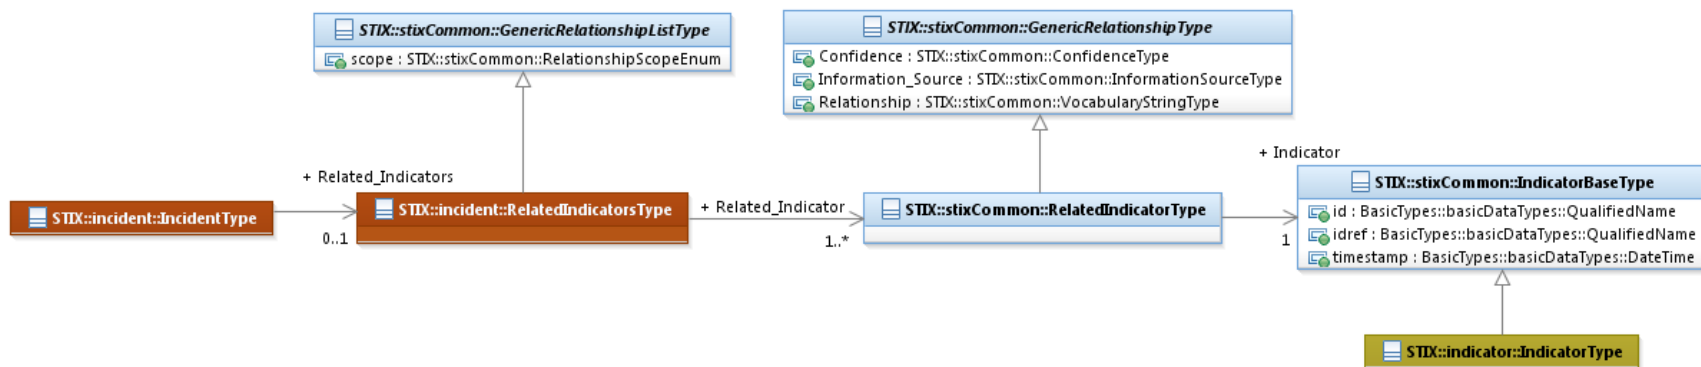 STIX::stixCommon::GenericRelationshipListType
scope : STIX::stixCommon::RelationshipScopeEnum
STIX::stixCommon::GenericRelationshipType
Confidence : STIX::stixCommon::ConfidenceType
Information_Source : STIX::stixCommon::InformationSourceType
Relationship : STIX::stixCommon::VocabularyStringType
STIX::incident::IncidentType
+ Related_Indicators
0..1
STIX::incident::RelatedIndicatorsType
+ Related_Indicator
1..*
STIX::stixCommon::RelatedIndicatorType
+ Indicator
1
STIX::stixCommon::IndicatorBaseType
id : BasicTypes::basicDataTypes::QualifiedName
idref : BasicTypes::basicDataTypes::QualifiedName
timestamp : BasicTypes::basicDataTypes::DateTime
STIX::indicator::IndicatorType